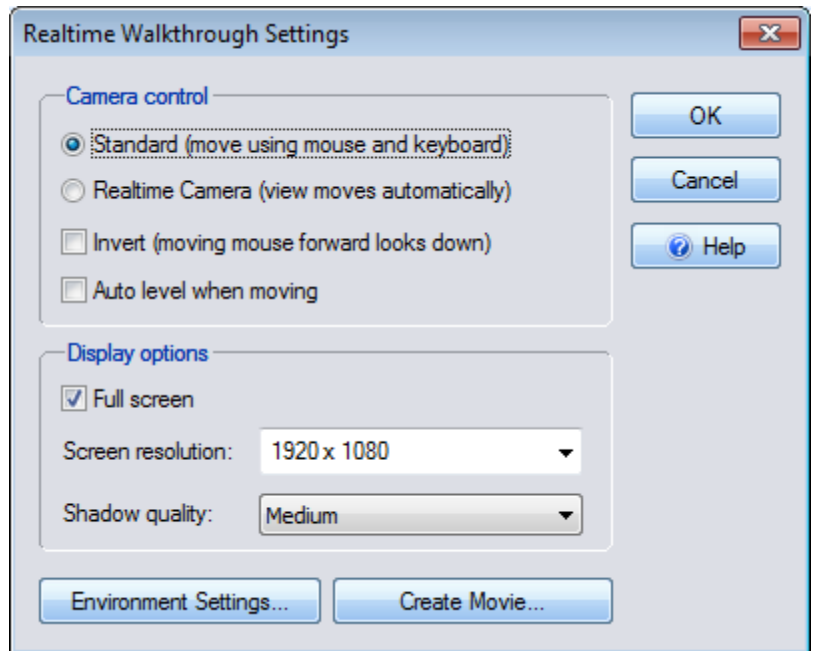 Realtime Walkthrough Settings
Camera control
Standard (move using mouse and keyboard)
Realtime Camera (view moves automatically)
Invert (moving mouse forward looks down)
Auto level when moving
OK
Cancel
Help
Display options
Full screen
Screen resolution: 1920 x 1080
Shadow quality: Medium
Environment Settings... Create Movie...